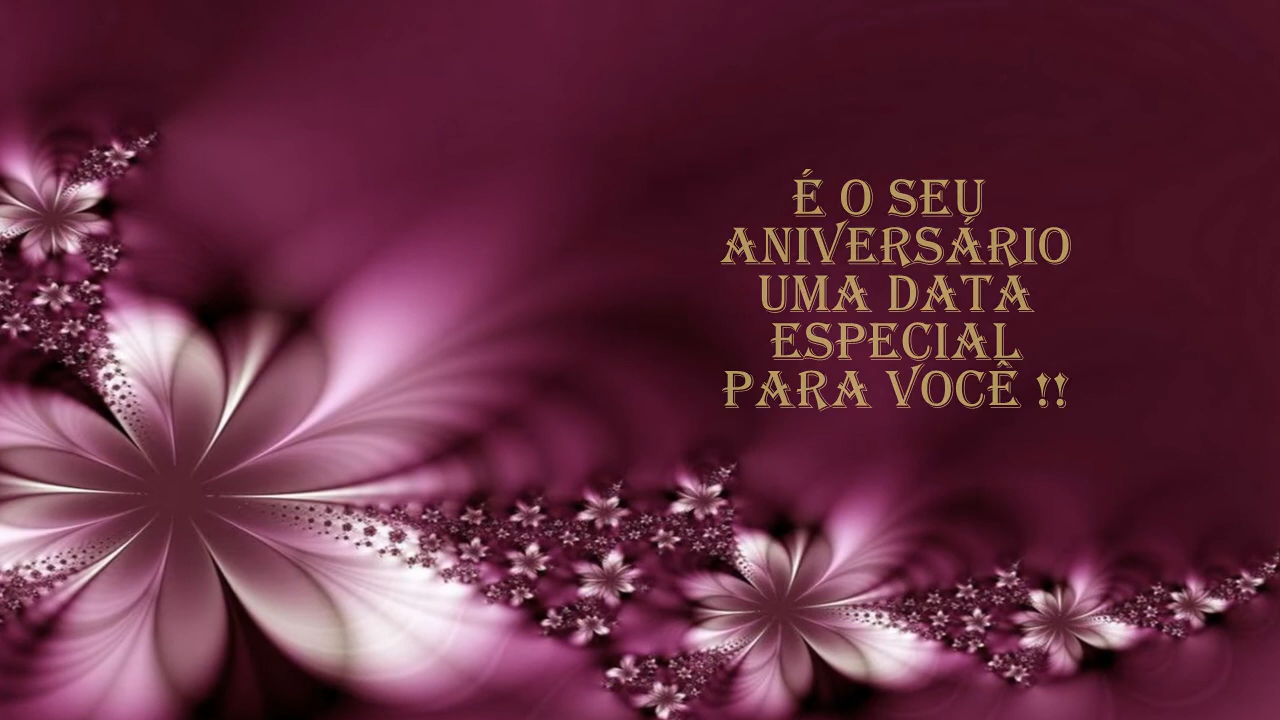 É O SEU
ANIVERSÁRIO
UMA DATA
ESPECIAL
PARA VOCÊ !!